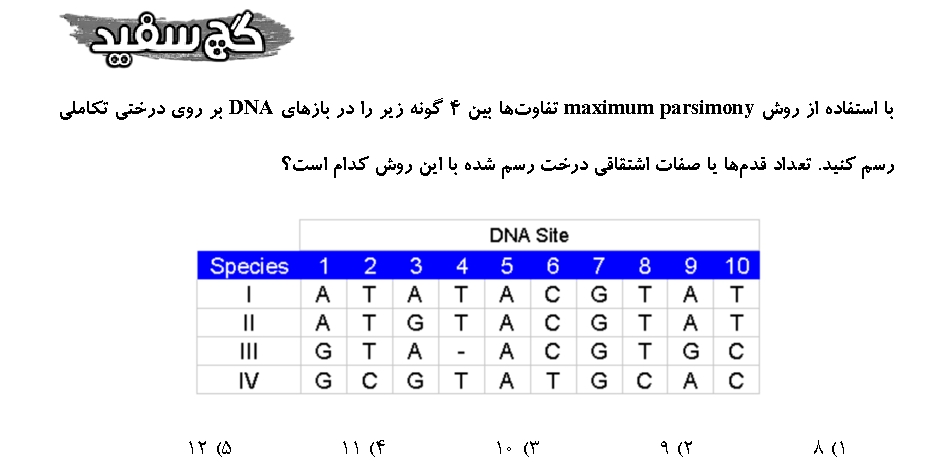 گچ سفید
با استفاده از روش maximum parsimony تفاوت‌ها بین ۴ گونه زیر را در بازهای DNA بر روی درختی تکاملی
رسم کنید. تعداد قدم‌ها یا صفات اشتقاقی درخت رسم شده با این روش کدام است؟
DNA Site
Species 1 2 3 4 5 6 7 8 9 10
I A T A T A C G T A T
II A T G T A C G T A T
III G T A - A C G T G C
IV G C G T A T G C A C
۱) ۸ ۲) ۹ ۳) ۱۰ ۴) ۱۱ ۵) ۱۲